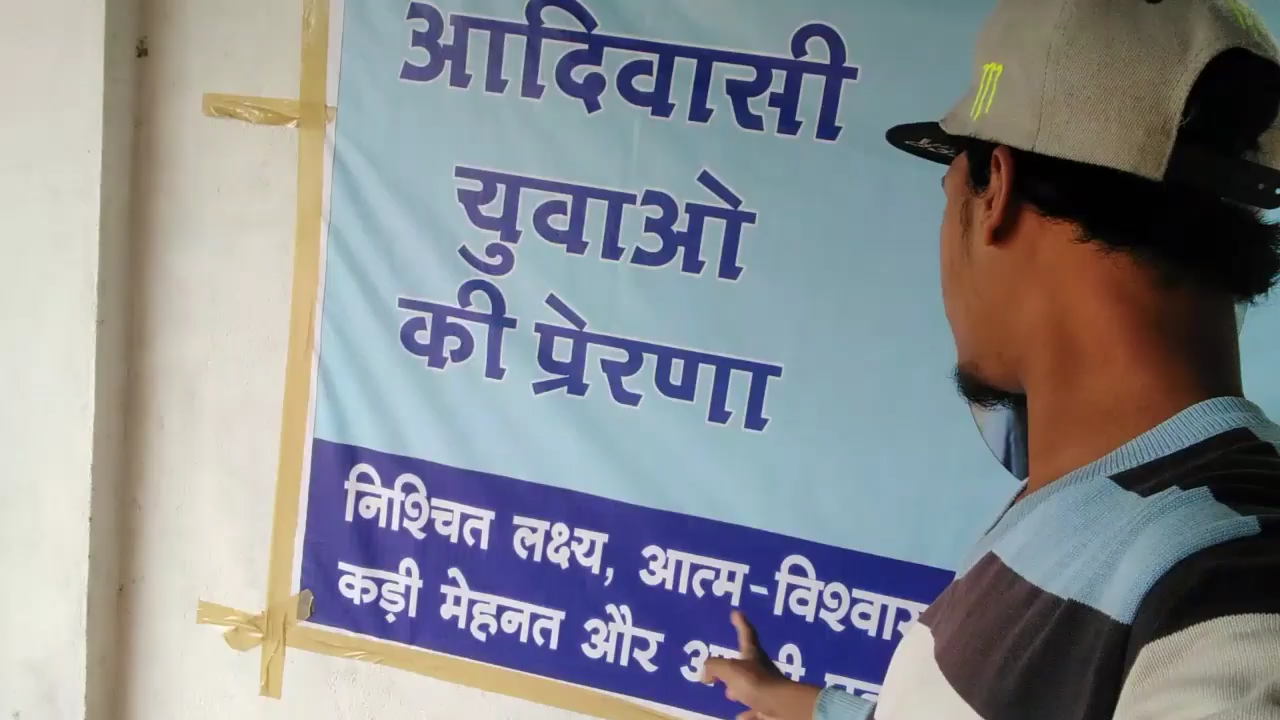 आदिवासी
युवाओ
की प्रेरणा
निश्चित लक्ष्य, आत्म-विश्वास
कड़ी मेहनत और